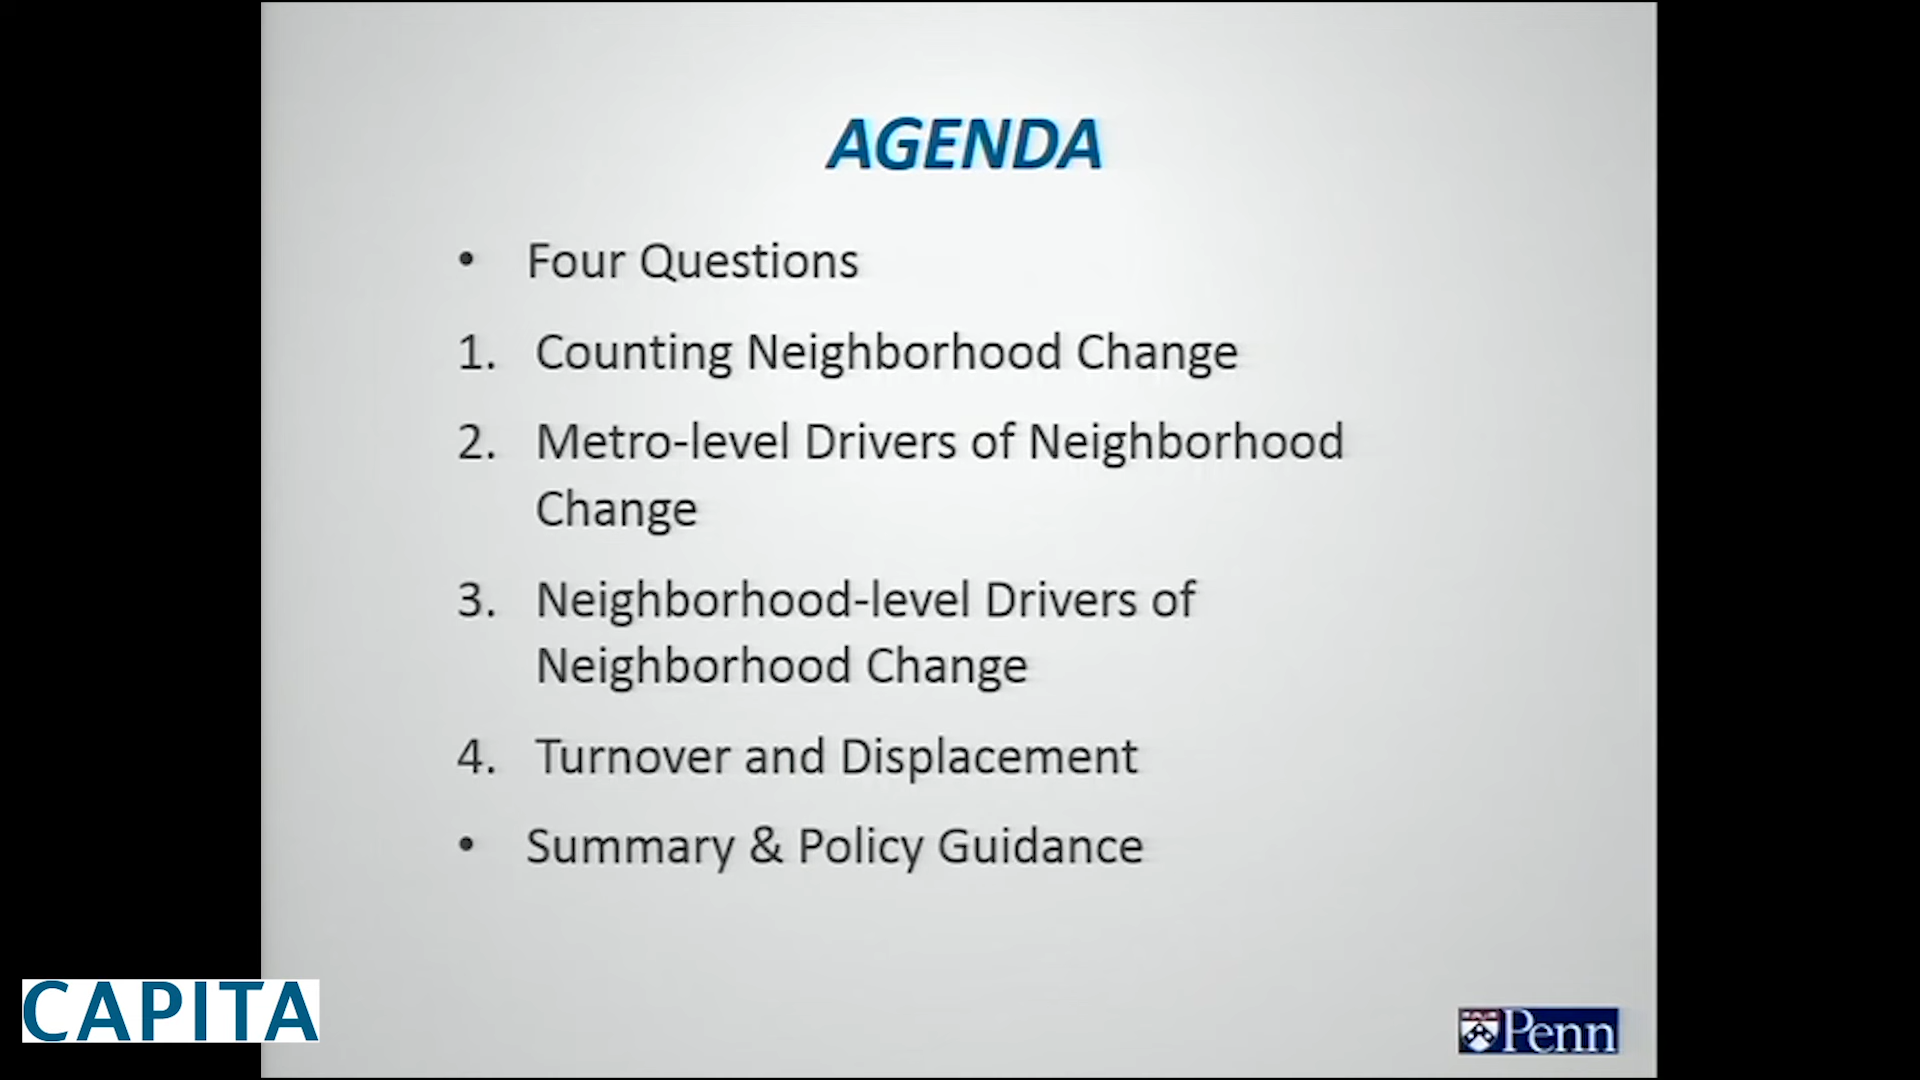 AGENDA
• Four Questions
1. Counting Neighborhood Change
2. Metro-level Drivers of Neighborhood
Change
3. Neighborhood-level Drivers of
Neighborhood Change
4. Turnover and Displacement
• Summary & Policy Guidance
CAPITA
Penn